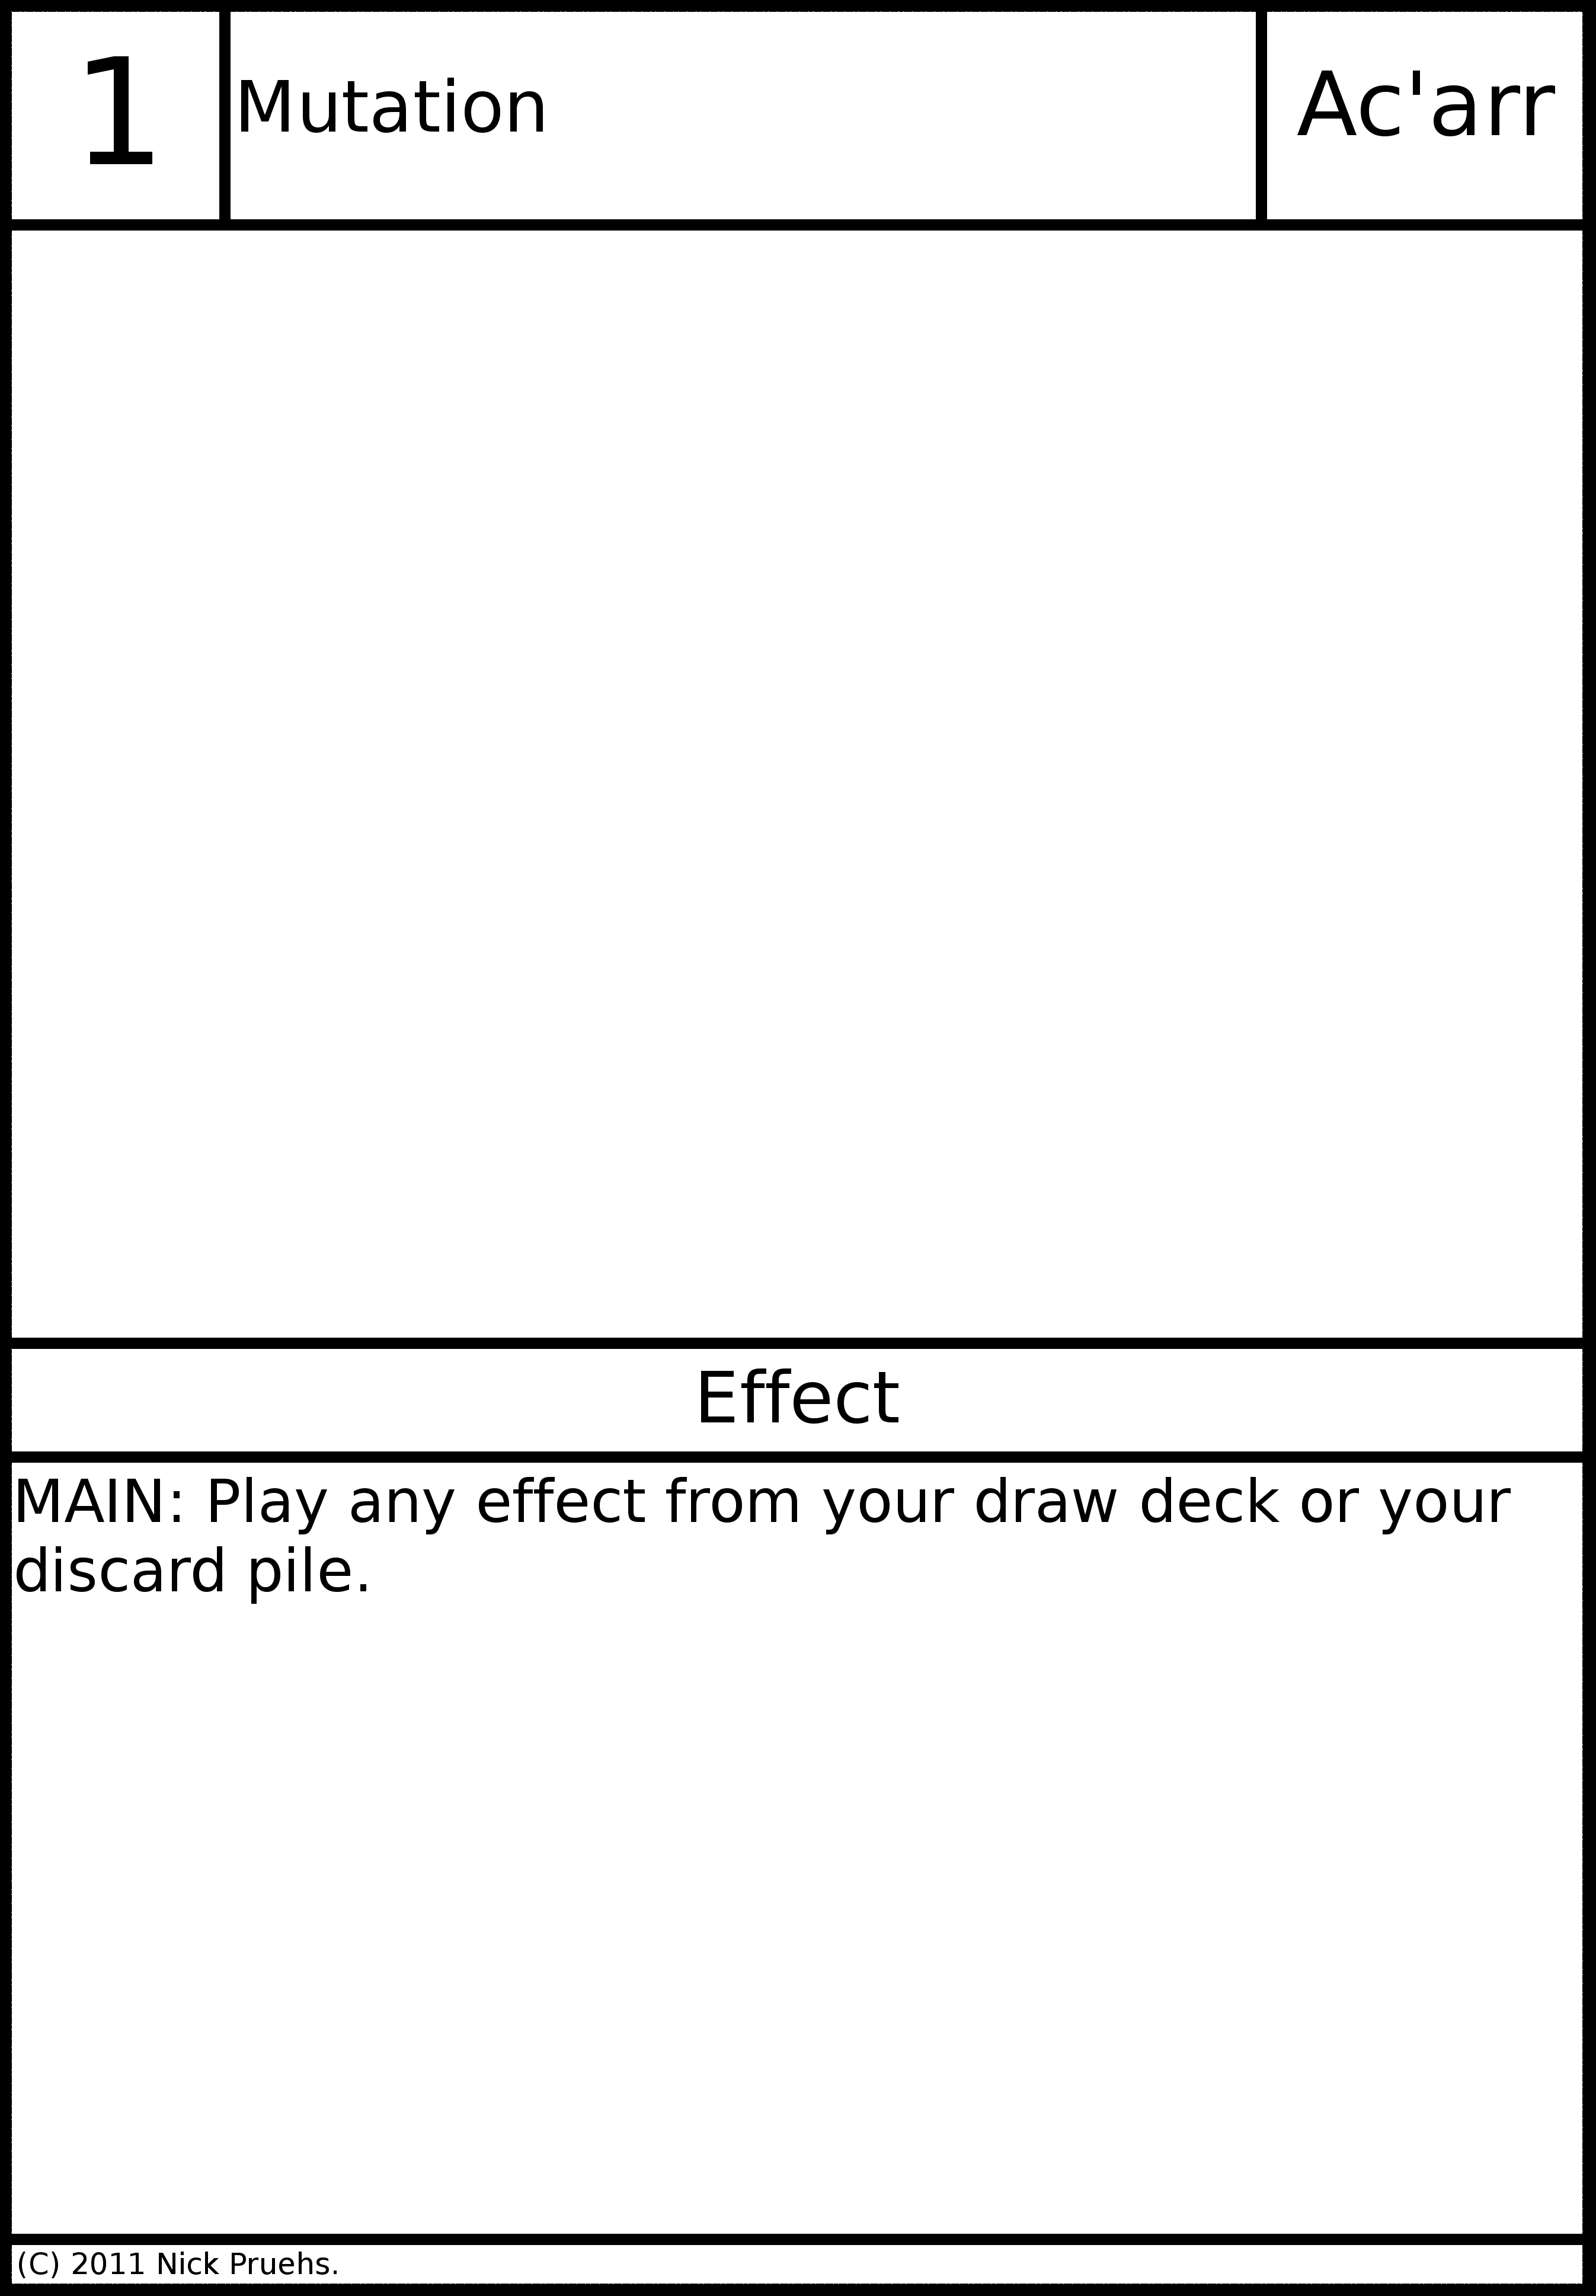 1
Mutation
Ac'arr
Effect
MAIN: Play any effect from your draw deck or your
discard pile.
(C) 2011 Nick Pruehs.